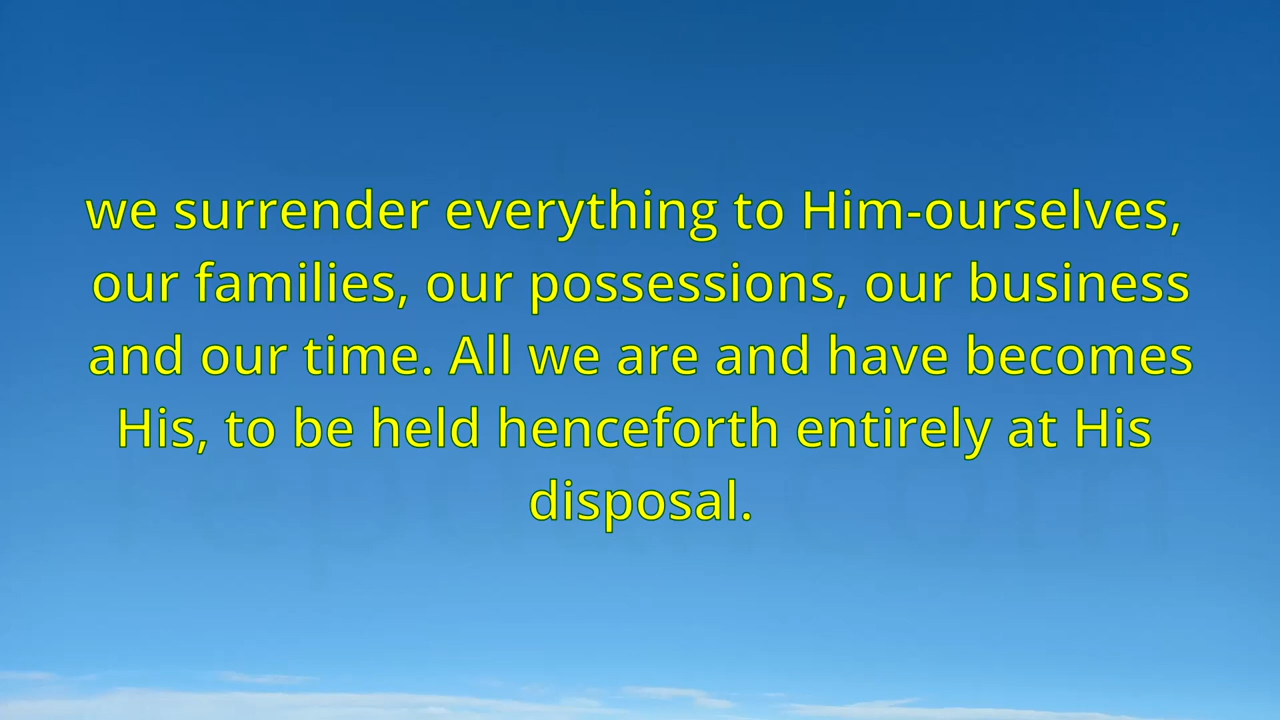 we surrender everything to Him-ourselves,
our families, our possessions, our business
and our time. All we are and have becomes
His, to be held henceforth entirely at His
disposal.